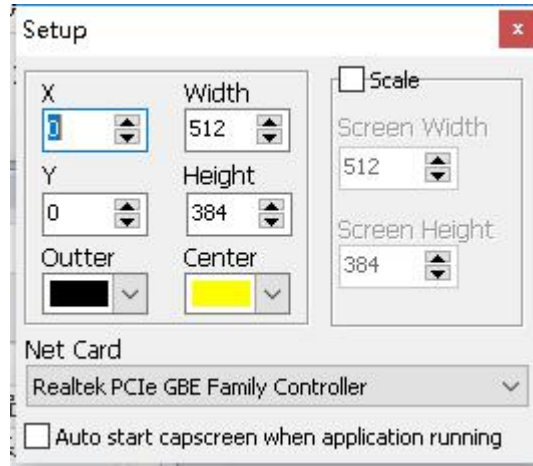 Setup
x
X
Width
0
512
Y
Height
0
384
Outter
Center
Scale
Screen Width
512
Screen Height
384
Net Card
Realtek PCIe GBE Family Controller
Auto start capscreen when application running